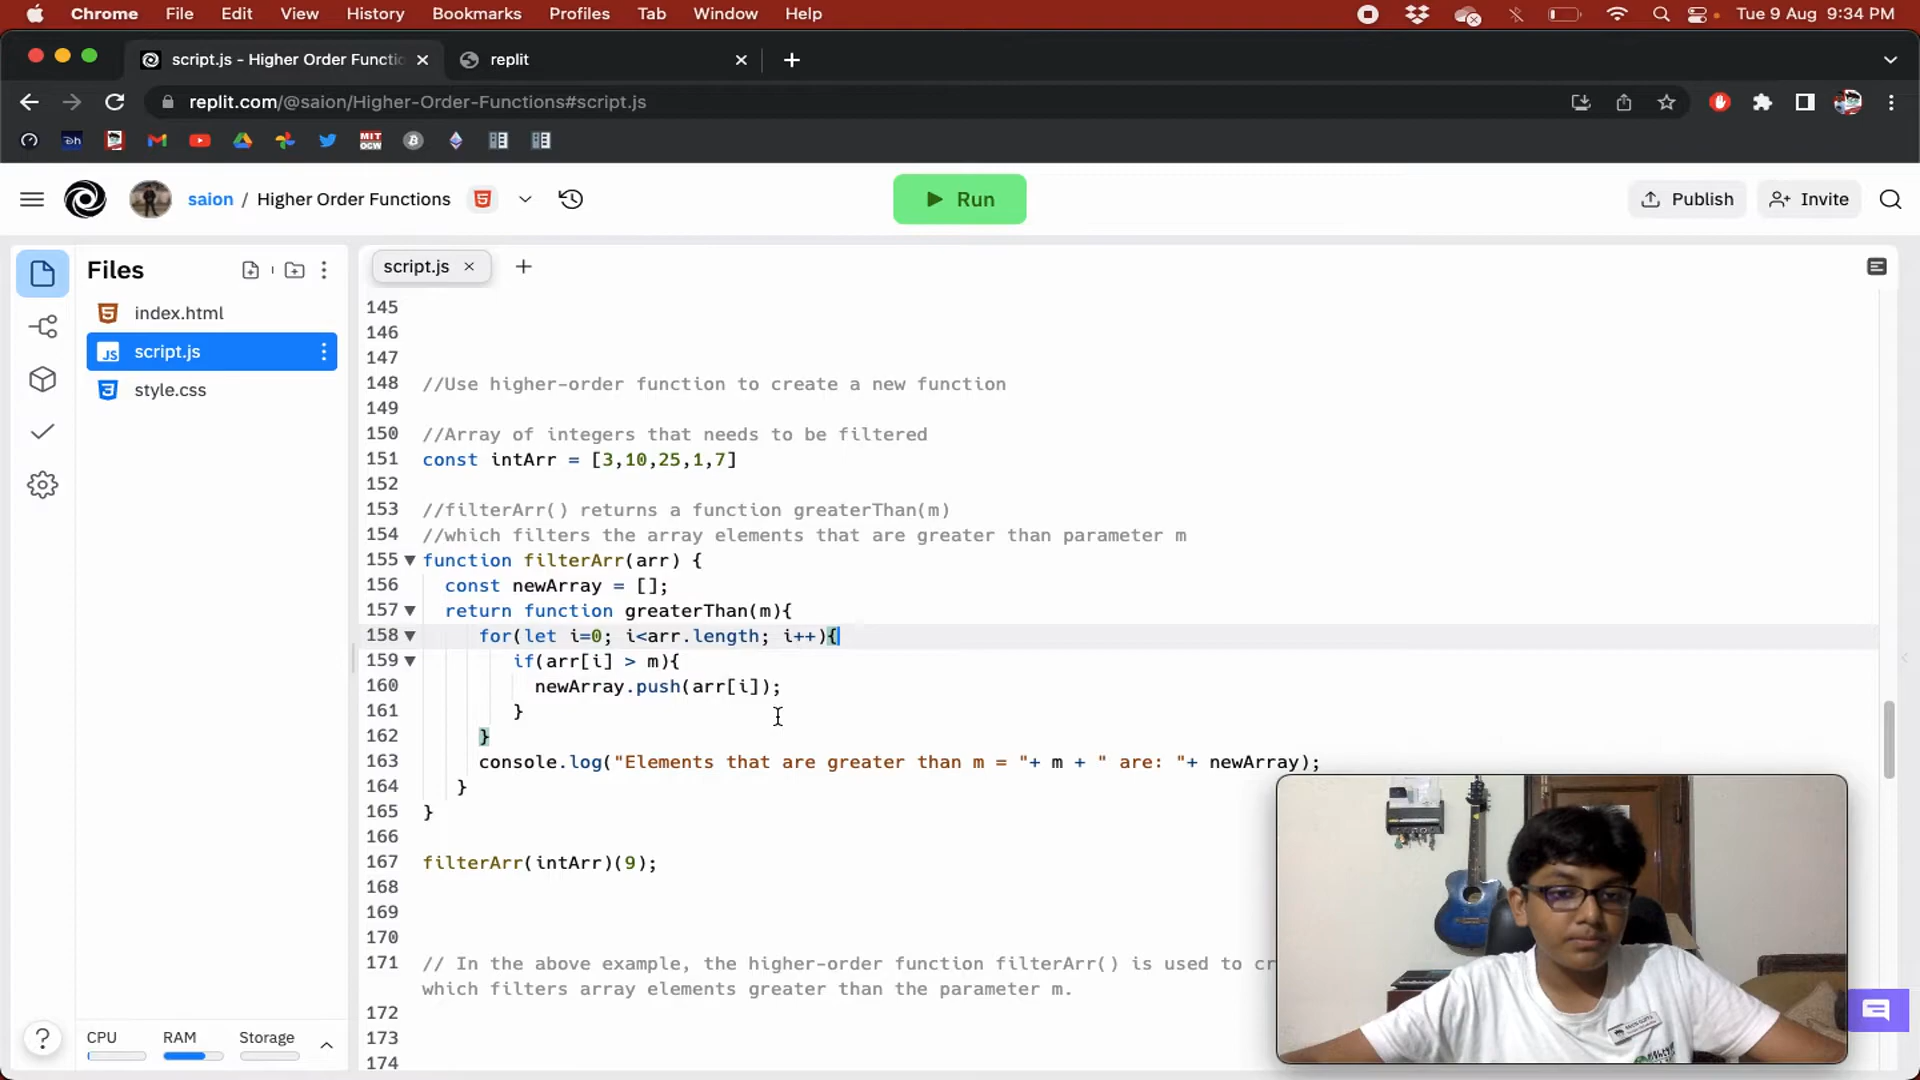 Chrome File Edit View History Bookmarks Profiles Tab Window Help Tue 9 Aug 9:34 PM
script.js - Higher Order Functio replit
replit.com/@saion/Higher-Order-Functions#script.js
Dh MIT OCW
saion / Higher Order Functions Run Publish Invite
Files script.js
index.html
script.js
style.css
145
146
147
148 //Use higher-order function to create a new function
149
150 //Array of integers that needs to be filtered
151 const intArr = [3,10,25,1,7]
152
153 //filterArr() returns a function greaterThan(m)
154 //which filters the array elements that are greater than parameter m
155 function filterArr(arr) {
156 const newArray = [];
157 return function greaterThan(m){
158 for(let i=0; i<arr.length; i++){
159 if(arr[i] > m){
160 newArray.push(arr[i]);
161 }
162 }
163 console.log("Elements that are greater than m = "+ m + " are: "+ newArray);
164 }
165 }
166
167 filterArr(intArr)(9);
168
169
170
171 // In the above example, the higher-order function filterArr() is used to cr
which filters array elements greater than the parameter m.
172
173
174
? CPU RAM Storage